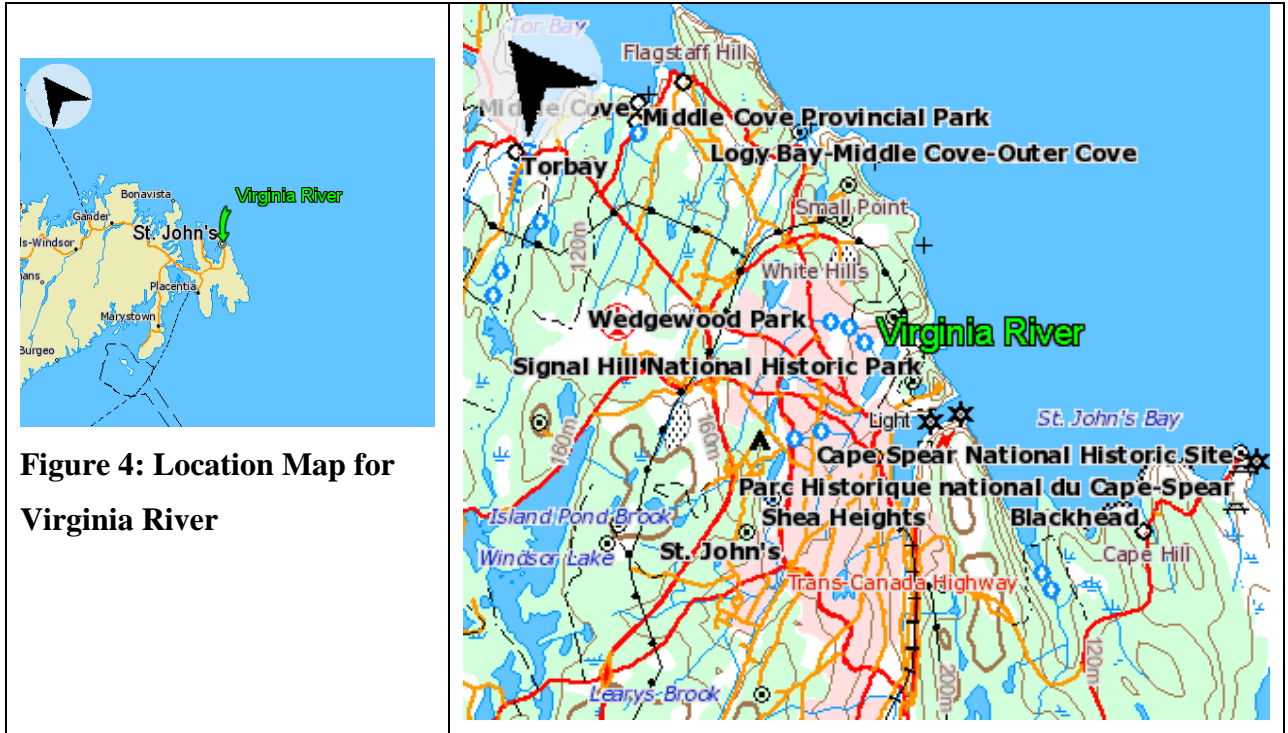 Virginia River
Bonavista
Gander
St. John's
ls-Windsor
ans
Placentia
Marystown
Burgeo
Figure 4: Location Map for
Virginia River
Tor Bay
Flagstaff Hill
Middle Cove
Middle Cove Provincial Park
Logy Bay-Middle Cove-Outer Cove
Torbay
Small Point
120m
White Hills
Wedgewood Park
Virginia River
Signal Hill National Historic Park
160m
160m
Light
St. John's Bay
Cape Spear National Historic Site
Parc Historique national du Cape-Spear
Island Pond Brook
Shea Heights
Blackhead
Windsor Lake
St. John's
Cape Hill
Trans-Canada Highway
120m
200m
Learys Brook